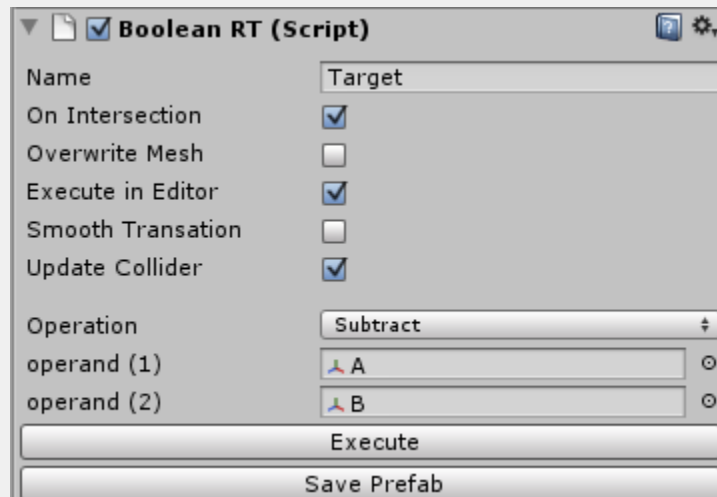 Boolean RT (Script)
Name Target
On Intersection
Overwrite Mesh
Execute in Editor
Smooth Transation
Update Collider
Operation Subtract
operand (1) A
operand (2) B
Execute
Save Prefab